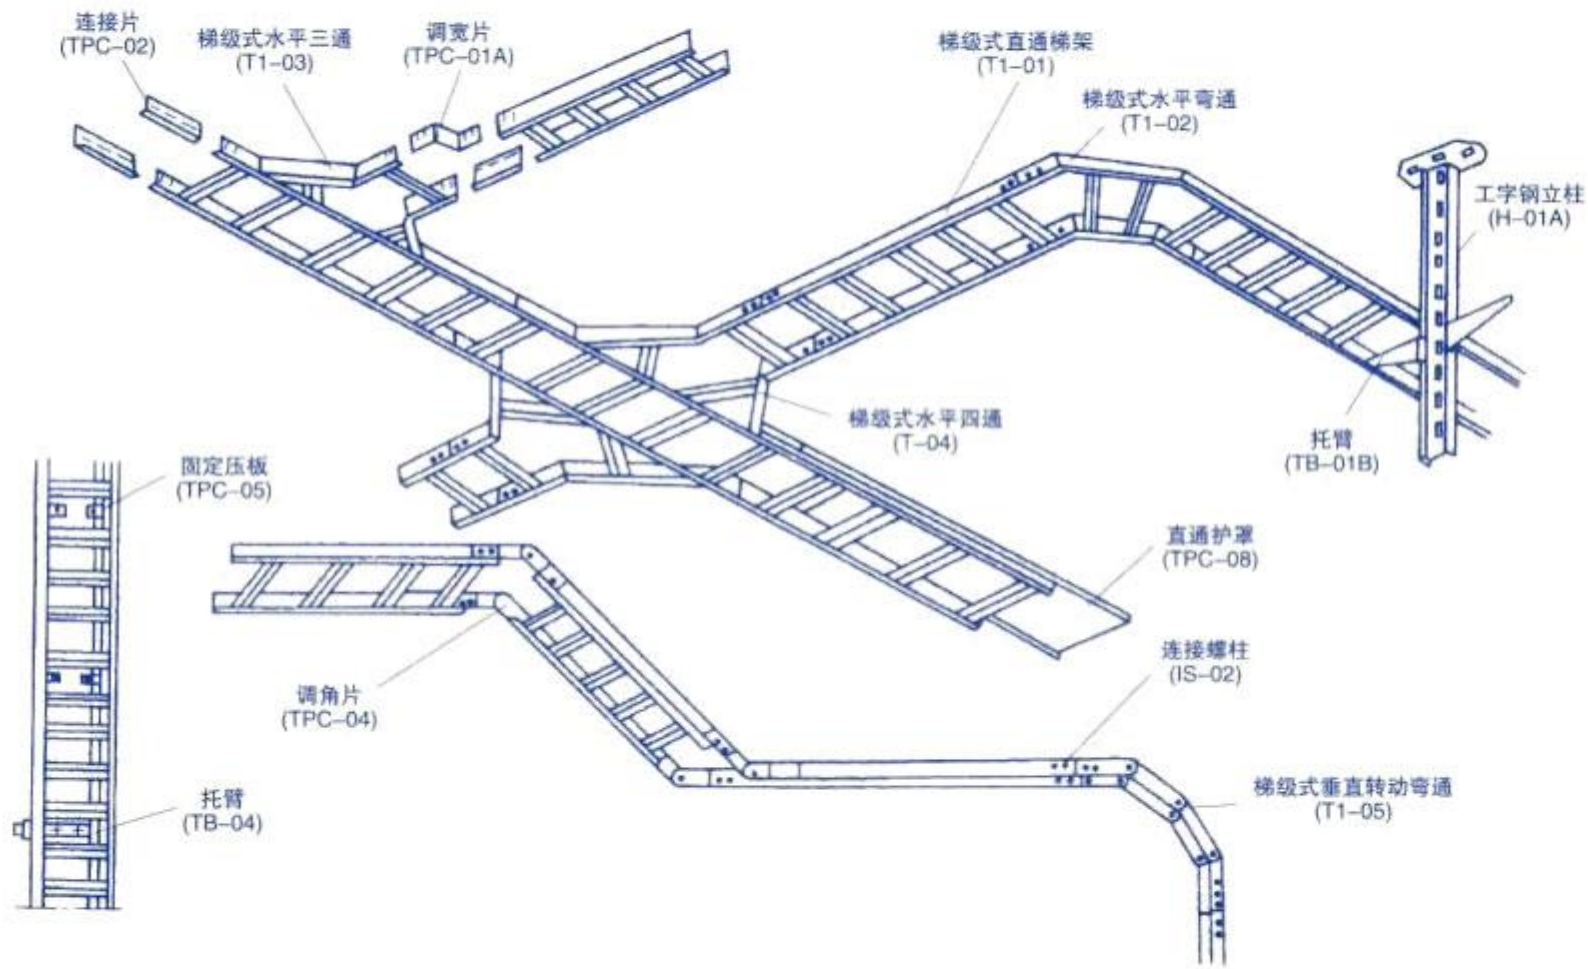 连接片
(TPC-02)
梯级式水平三通
(T1-03)
调宽片
(TPC-01A)
梯级式直通梯架
(T1-01)
梯级式水平弯通
(T1-02)
工字钢立柱
(H-01A)
梯级式水平四通
(T-04)
托臂
(TB-01B)
固定压板
(TPC-05)
直通护罩
(TPC-08)
连接螺柱
(IS-02)
调角片
(TPC-04)
托臂
(TB-04)
梯级式垂直转动弯通
(T1-05)